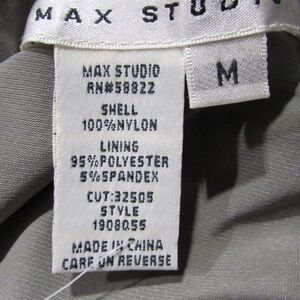 MAX STUDIO
M
MAX STUDIO
RN#58822
SHELL
100%NYLON
LINING
95%POLYESTER
5%SPANDEX
CUT:32505
STYLE
1908055
MADE IN CHINA
CARE ON REVERSE